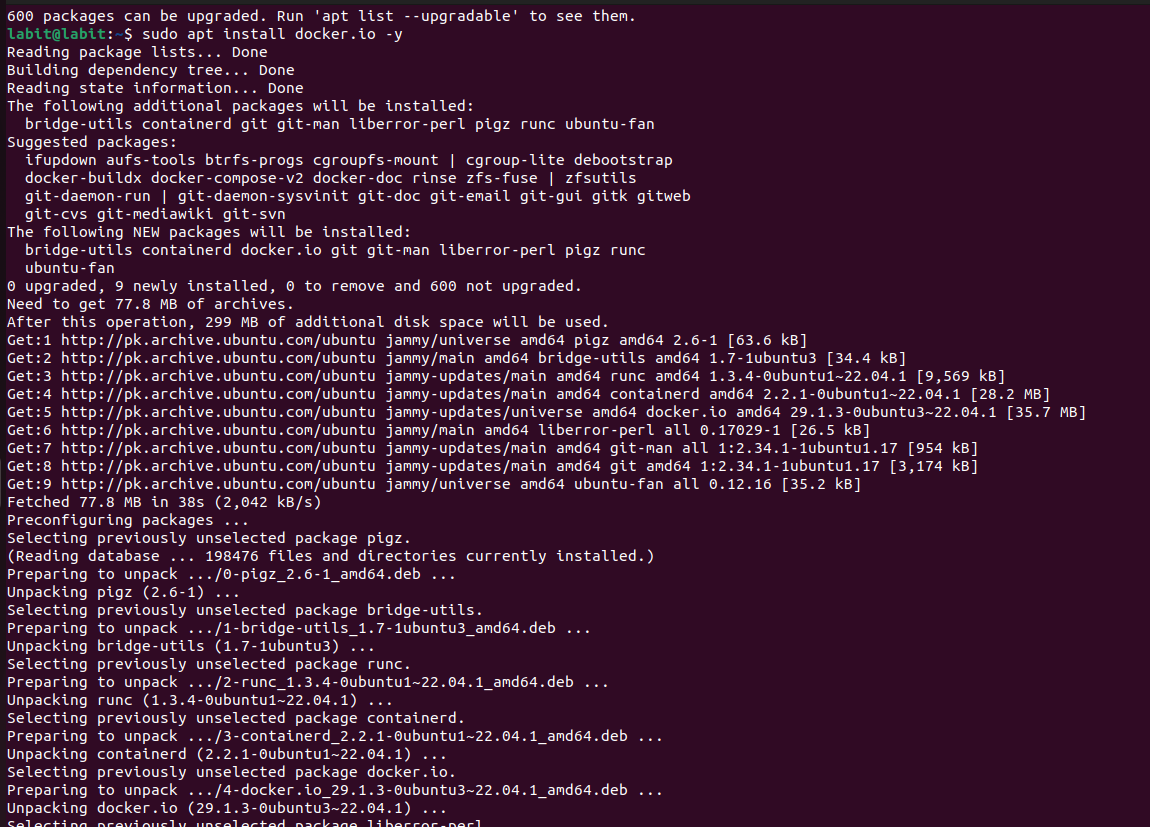 600 packages can be upgraded. Run 'apt list --upgradable' to see them.
labit@labit:~$ sudo apt install docker.io -y
Reading package lists... Done
Building dependency tree... Done
Reading state information... Done
The following additional packages will be installed:
  bridge-utils containerd git git-man liberror-perl pigz runc ubuntu-fan
Suggested packages:
  ifupdown aufs-tools btrfs-progs cgroupfs-mount | cgroup-lite debootstrap
  docker-buildx docker-compose-v2 docker-doc rinse zfs-fuse | zfsutils
  git-daemon-run | git-daemon-sysvinit git-doc git-email git-gui gitk gitweb
  git-cvs git-mediawiki git-svn
The following NEW packages will be installed:
  bridge-utils containerd docker.io git git-man liberror-perl pigz runc
  ubuntu-fan
0 upgraded, 9 newly installed, 0 to remove and 600 not upgraded.
Need to get 77.8 MB of archives.
After this operation, 299 MB of additional disk space will be used.
Get:1 http://pk.archive.ubuntu.com/ubuntu jammy/universe amd64 pigz amd64 2.6-1 [63.6 kB]
Get:2 http://pk.archive.ubuntu.com/ubuntu jammy/main amd64 bridge-utils amd64 1.7-1ubuntu3 [34.4 kB]
Get:3 http://pk.archive.ubuntu.com/ubuntu jammy-updates/main amd64 runc amd64 1.3.4-0ubuntu1~22.04.1 [9,569 kB]
Get:4 http://pk.archive.ubuntu.com/ubuntu jammy-updates/main amd64 containerd amd64 2.2.1-0ubuntu1~22.04.1 [28.2 MB]
Get:5 http://pk.archive.ubuntu.com/ubuntu jammy-updates/universe amd64 docker.io amd64 29.1.3-0ubuntu3~22.04.1 [35.7 MB]
Get:6 http://pk.archive.ubuntu.com/ubuntu jammy/main amd64 liberror-perl all 0.17029-1 [26.5 kB]
Get:7 http://pk.archive.ubuntu.com/ubuntu jammy-updates/main amd64 git-man all 1:2.34.1-1ubuntu1.17 [954 kB]
Get:8 http://pk.archive.ubuntu.com/ubuntu jammy-updates/main amd64 git amd64 1:2.34.1-1ubuntu1.17 [3,174 kB]
Get:9 http://pk.archive.ubuntu.com/ubuntu jammy/universe amd64 ubuntu-fan all 0.12.16 [35.2 kB]
Fetched 77.8 MB in 38s (2,042 kB/s)
Preconfiguring packages ...
Selecting previously unselected package pigz.
(Reading database ... 198476 files and directories currently installed.)
Preparing to unpack .../0-pigz_2.6-1_amd64.deb ...
Unpacking pigz (2.6-1) ...
Selecting previously unselected package bridge-utils.
Preparing to unpack .../1-bridge-utils_1.7-1ubuntu3_amd64.deb ...
Unpacking bridge-utils (1.7-1ubuntu3) ...
Selecting previously unselected package runc.
Preparing to unpack .../2-runc_1.3.4-0ubuntu1~22.04.1_amd64.deb ...
Unpacking runc (1.3.4-0ubuntu1~22.04.1) ...
Selecting previously unselected package containerd.
Preparing to unpack .../3-containerd_2.2.1-0ubuntu1~22.04.1_amd64.deb ...
Unpacking containerd (2.2.1-0ubuntu1~22.04.1) ...
Selecting previously unselected package docker.io.
Preparing to unpack .../4-docker.io_29.1.3-0ubuntu3~22.04.1_amd64.deb ...
Unpacking docker.io (29.1.3-0ubuntu3~22.04.1) ...
Selecting previously unselected package liberror-perl.